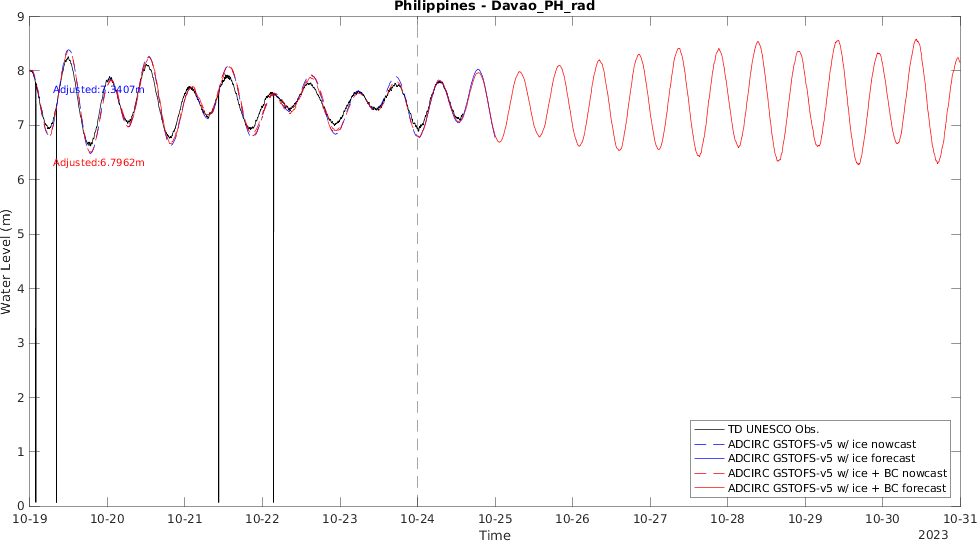 Philippines - Davao_PH_rad
9
8
7
6
5
4
3
2
1
0
Water Level (m)
Adjusted:7.3407m
Adjusted:6.7962m
TD UNESCO Obs.
ADCIRC GSTOFS-v5 w/ ice nowcast
ADCIRC GSTOFS-v5 w/ ice forecast
ADCIRC GSTOFS-v5 w/ ice + BC nowcast
ADCIRC GSTOFS-v5 w/ ice + BC forecast
10-19 10-20 10-21 10-22 10-23 10-24 10-25 10-26 10-27 10-28 10-29 10-30 10-31
Time
2023